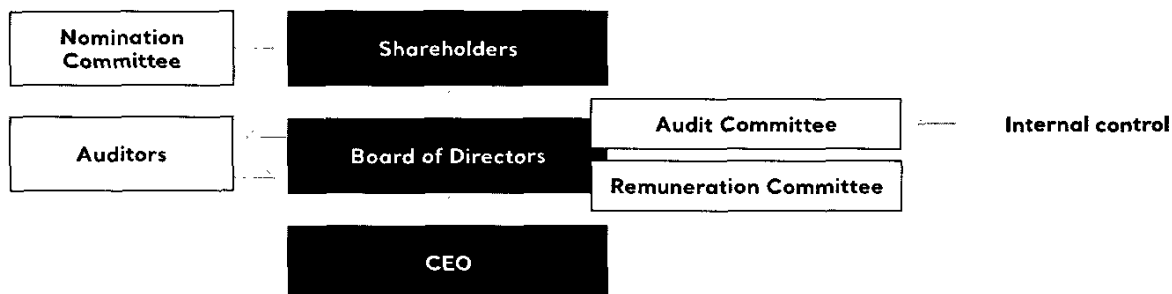 Nomination
Committee
Shareholders
Auditors
Board of Directors
Audit Committee
Internal control
Remuneration Committee
CEO